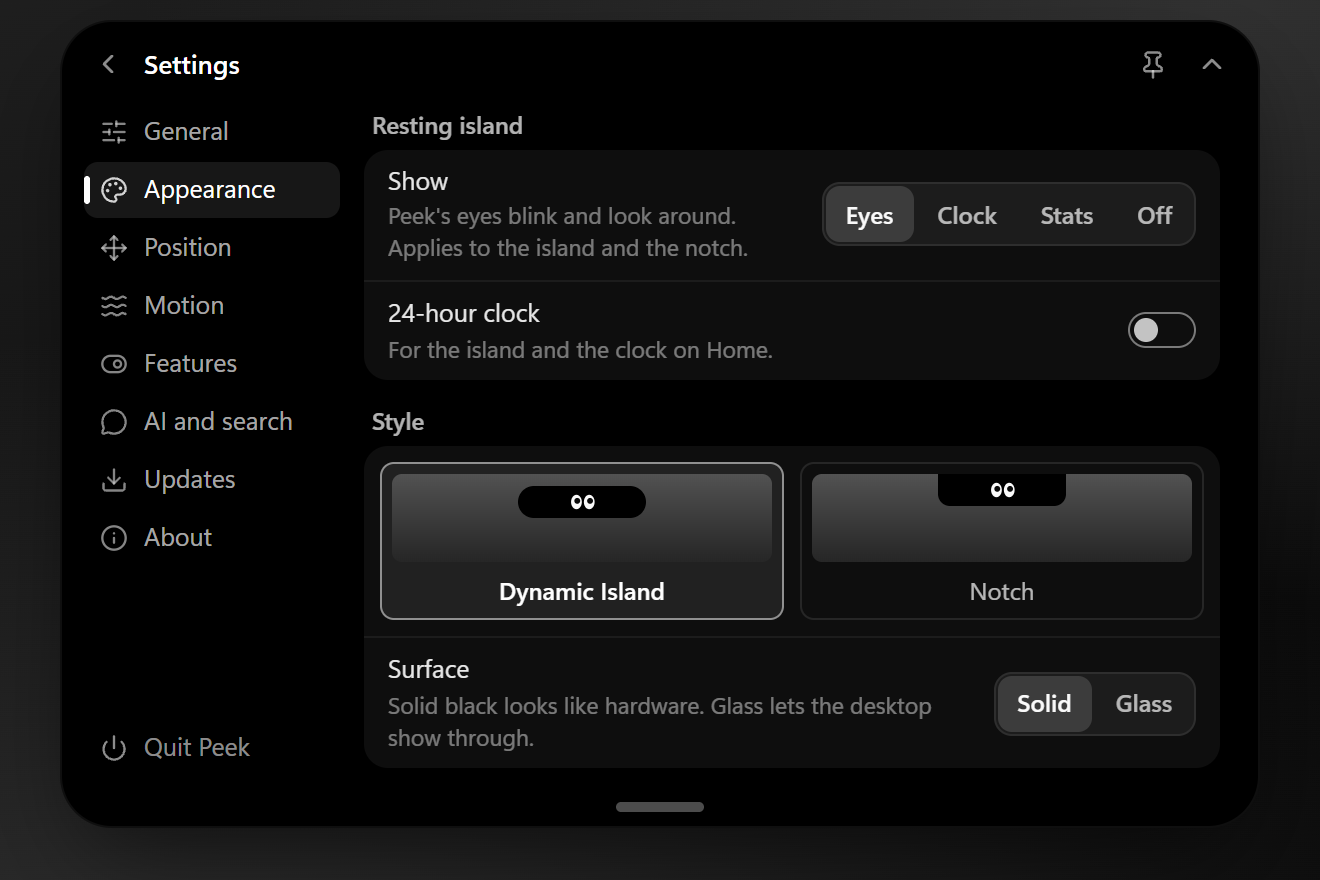 Settings
General
Appearance
Position
Motion
Features
AI and search
Updates
About
Quit Peek
Resting island
Show
Peek's eyes blink and look around.
Applies to the island and the notch.
Eyes Clock Stats Off
24-hour clock
For the island and the clock on Home.
Style
Dynamic Island
Notch
Surface
Solid black looks like hardware. Glass lets the desktop
show through.
Solid Glass